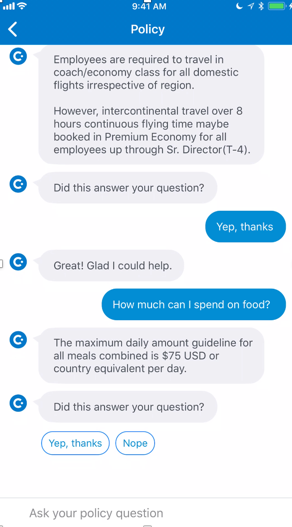 9:41 AM
Policy
Employees are required to travel in
coach/economy class for all domestic
flights irrespective of region.
However, intercontinental travel over 8
hours continuous flying time maybe
booked in Premium Economy for all
employees up through Sr. Director(T-4).
Did this answer your question?
Yep, thanks
Great! Glad I could help.
How much can I spend on food?
The maximum daily amount guideline for
all meals combined is $75 USD or
country equivalent per day.
Did this answer your question?
Yep, thanks
Nope
Ask your policy question